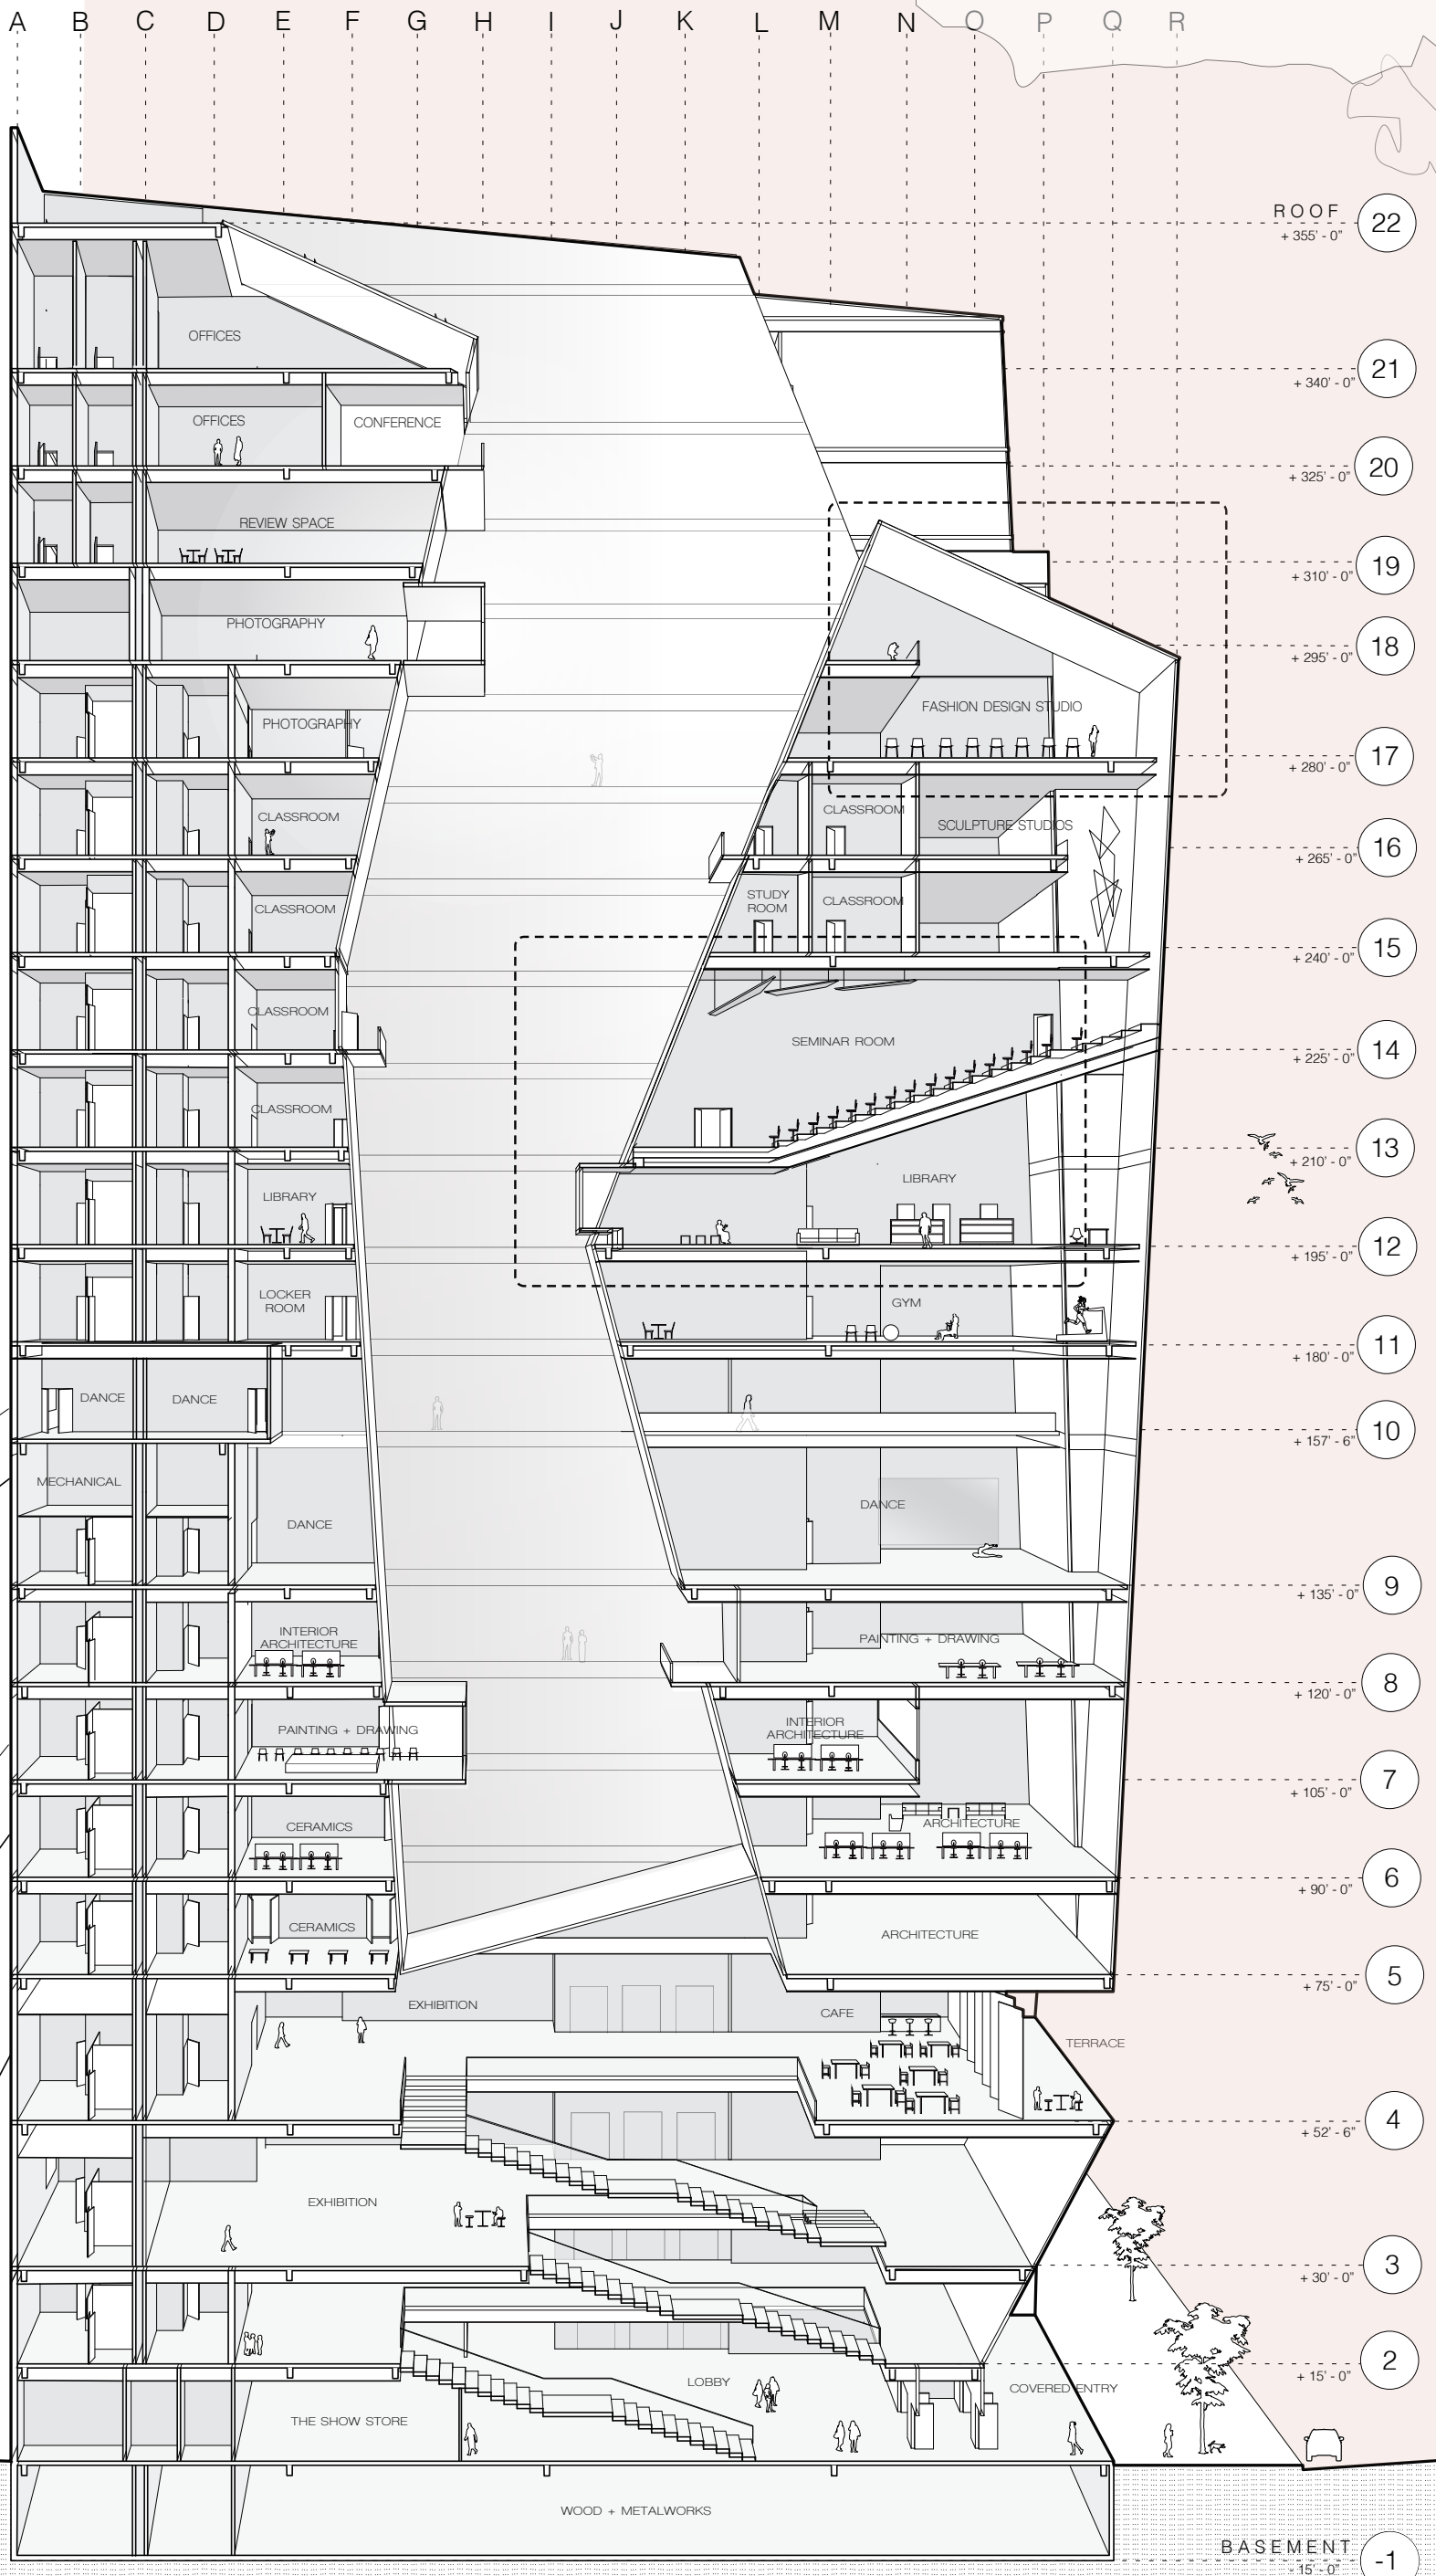 A B C D E F G H I J K L M N O P Q R
ROOF
+ 355' - 0"
22
OFFICES
+ 340' - 0"
21
OFFICES
CONFERENCE
+ 325' - 0"
20
REVIEW SPACE
+ 310' - 0"
19
PHOTOGRAPHY
+ 295' - 0"
18
PHOTOGRAPHY
FASHION DESIGN STUDIO
+ 280' - 0"
17
CLASSROOM
CLASSROOM
SCULPTURE STUDIOS
+ 265' - 0"
16
CLASSROOM
STUDY
ROOM
CLASSROOM
+ 240' - 0"
15
CLASSROOM
SEMINAR ROOM
+ 225' - 0"
14
CLASSROOM
+ 210' - 0"
13
LIBRARY
LIBRARY
+ 195' - 0"
12
LOCKER
ROOM
GYM
+ 180' - 0"
11
DANCE
DANCE
+ 157' - 6"
10
MECHANICAL
DANCE
DANCE
+ 135' - 0"
9
INTERIOR
ARCHITECTURE
PAINTING + DRAWING
+ 120' - 0"
8
PAINTING + DRAWING
INTERIOR
ARCHITECTURE
+ 105' - 0"
7
CERAMICS
ARCHITECTURE
+ 90' - 0"
6
CERAMICS
ARCHITECTURE
+ 75' - 0"
5
EXHIBITION
CAFE
TERRACE
+ 52' - 6"
4
EXHIBITION
+ 30' - 0"
3
LOBBY
+ 15' - 0"
2
COVERED ENTRY
THE SHOW STORE
WOOD + METALWORKS
BASEMENT
- 15' - 0"
-1